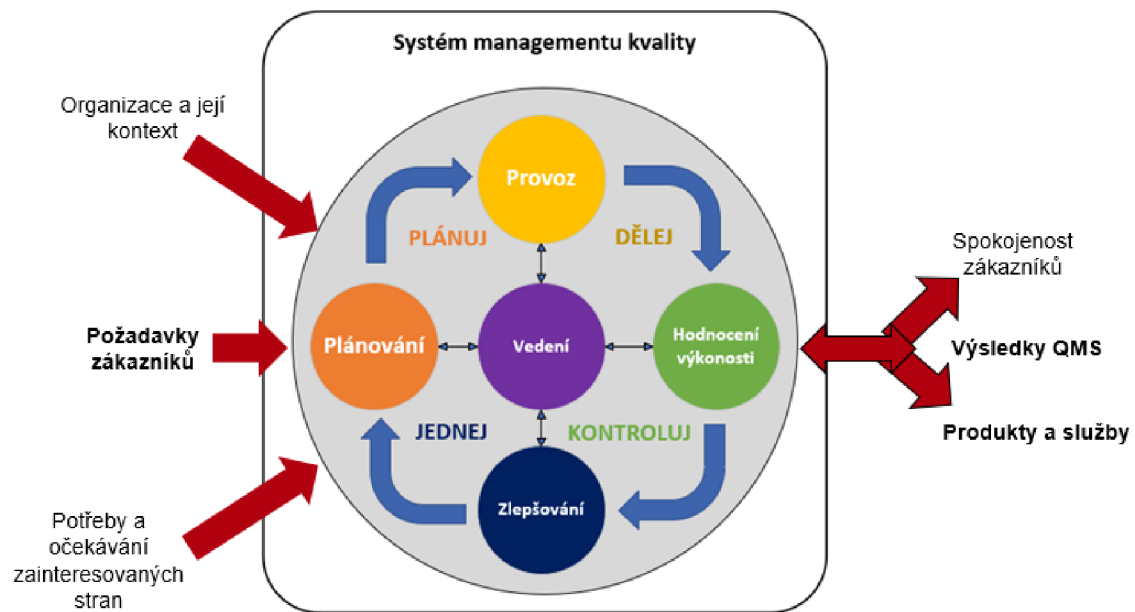 Systém managementu kvality
Organizace a její
kontext
Provoz
PLÁNUJ
DĚLEJ
Spokojenost
zákazníků
Požadavky
zákazníků
Plánování
Vedení
Hodnocení
výkonosti
Výsledky QMS
JEDNEJ
KONTROLUJ
Produkty a služby
Zlepšování
Potřeby a
očekávání
zainteresovaných
stran